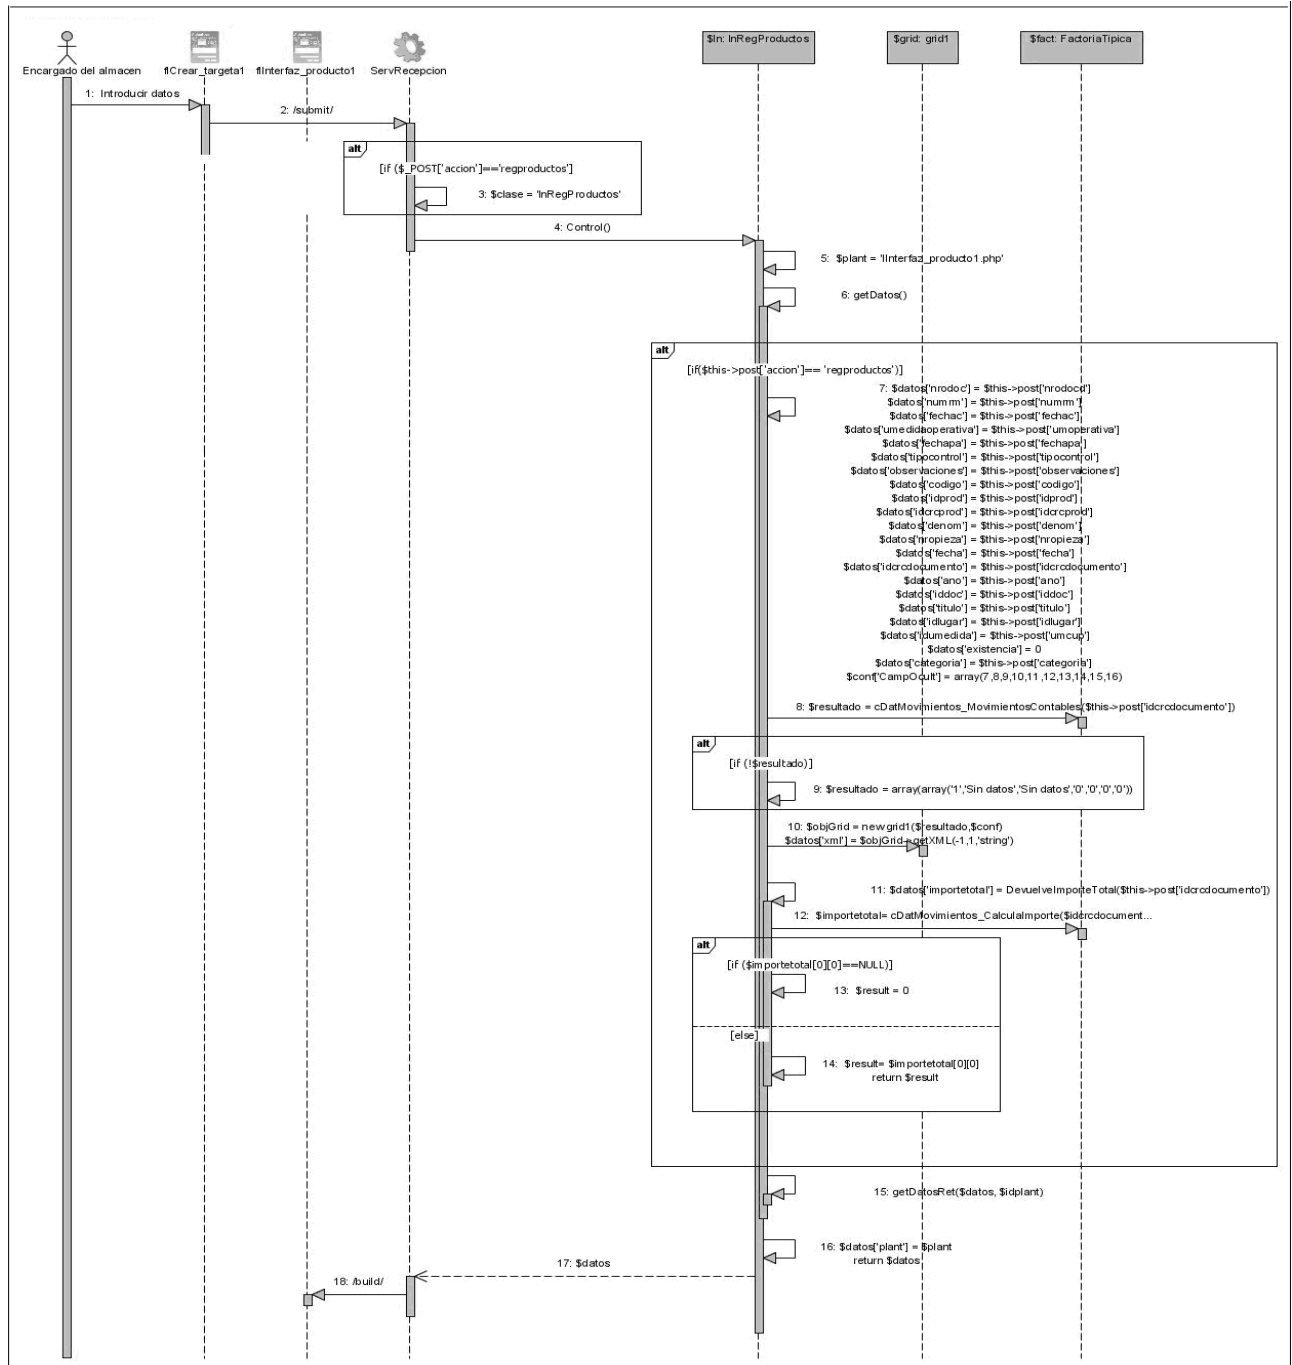 $In: InRegProductos
$grid: grid1
$fact: FactoriaTipica
Encargado del almacen
flCrear_targeta1
flInterfaz_producto1
ServRecepcion
1: Introducir datos
2: /submit/
alt
[if ($_POST['accion']=='regproductos']
3: $clase = 'InRegProductos'
4: Control()
5: $plant = 'IInterfaz_producto1.php'
6: getDatos()
alt
[if($this->post['accion']== 'regproductos')]
7: $datos['nrodoc'] = $this->post['nrodocd']
$datos['numrm'] = $this->post['numrm']
$datos['fechac'] = $this->post['fechac']
$datos['umedidaoperativa'] = $this->post['umoperativa']
$datos['fechapa'] = $this->post['fechapa']
$datos['tipocontrol'] = $this->post['tipocontrol']
$datos['observaciones'] = $this->post['observaciones']
$datos['codigo'] = $this->post['codigo']
$datos['idprod'] = $this->post['idprod']
$datos['idcrcprod'] = $this->post['idcrcprod']
$datos['denom'] = $this->post['denom']
$datos['nropieza'] = $this->post['nropieza']
$datos['fecha'] = $this->post['fecha']
$datos['idcrcdocumento'] = $this->post['idcrcdocumento']
$datos['ano'] = $this->post['ano']
$datos['iddoc'] = $this->post['iddoc']
$datos['titulo'] = $this->post['titulo']
$datos['idlugar'] = $this->post['idlugar']
$datos['idumedida'] = $this->post['umcup']
$datos['existencia'] = 0
$datos['categoria'] = $this->post['categoria']
$conf['CampOcult'] = array(7,8,9,10,11,12,13,14,15,16)
8: $resultado = cDatMovimientos_MovimientosContables($this->post['idcrcdocumento'])
alt
[if (!$resultado)]
9: $resultado = array(array('1','Sin datos','Sin datos','0','0','0','0'))
10: $objGrid = new grid1($resultado,$conf)
$datos['xml'] = $objGrid->getXML(-1,1,'string')
11: $datos['importetotal'] = DevuelveImporteTotal($this->post['idcrcdocumento'])
12: $importetotal= cDatMovimientos_CalculaImporte($idcrcdocument...
alt
[if ($importetotal[0][0]==NULL)]
13: $result = 0
[else]
14: $result= $importetotal[0][0]
return $result
15: getDatosRet($datos, $idplant)
16: $datos['plant'] = $plant
return $datos
17: $datos
18: /build/